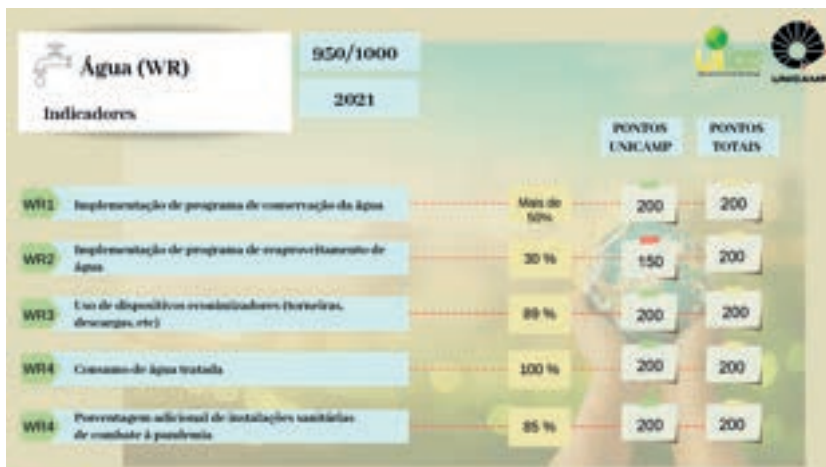 Água (WR)
950/1000
Indicadores
2021
UNICAMP
PONTOS
UNICAMP
PONTOS
TOTAIS
WR1 Implementação de programa de conservação da água Mais de
50% 200 200
WR2 Implementação de programa de reaproveitamento de
água 30 % 150 200
WR3 Uso de dispositivos economizadores (torneiras,
descargas, etc) 89 % 200 200
WR4 Consumo de água tratada 100 % 200 200
WR4 Porcentagem adicional de instalações sanitárias
de combate à pandemia 85 % 200 200